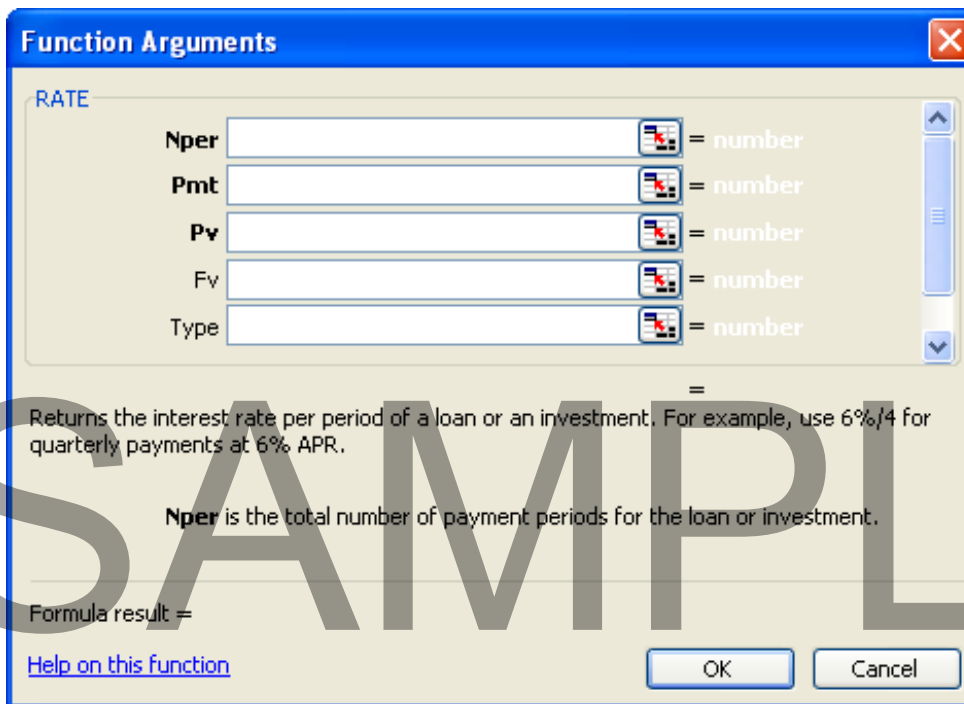 Function Arguments
RATE
Nper = number
Pmt = number
Pv = number
Fv = number
Type = number
=
Returns the interest rate per period of a loan or an investment. For example, use 6%/4 for
quarterly payments at 6% APR.
Nper is the total number of payment periods for the loan or investment.
SAMPL
Formula result =
Help on this function
OK Cancel